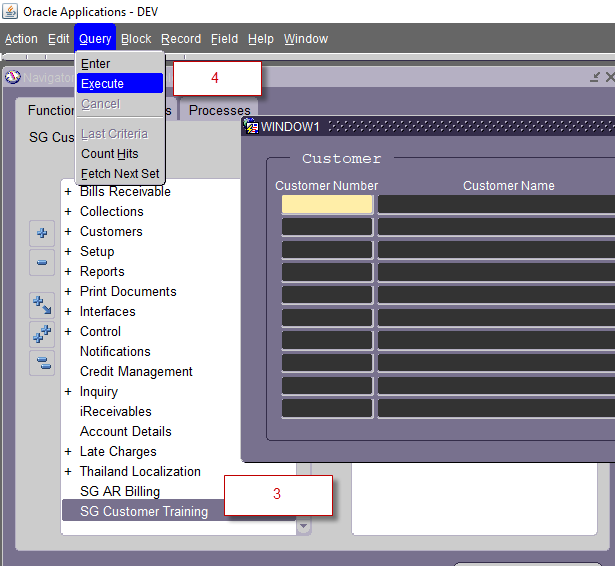 Oracle Applications - DEV
Action Edit Query Block Record Field Help Window
Enter
Execute
Cancel
Last Criteria
Count Hits
Fetch Next Set
4
Navigato
Function
s
Processes
SG Cus
WINDOW1
Customer
Customer Number Customer Name
+ Bills Receivable
+ Collections
+ Customers
+ Setup
+ Reports
+ Print Documents
+ Interfaces
+ Control
Notifications
Credit Management
+ Inquiry
iReceivables
Account Details
+ Late Charges
+ Thailand Localization
SG AR Billing
SG Customer Training
3